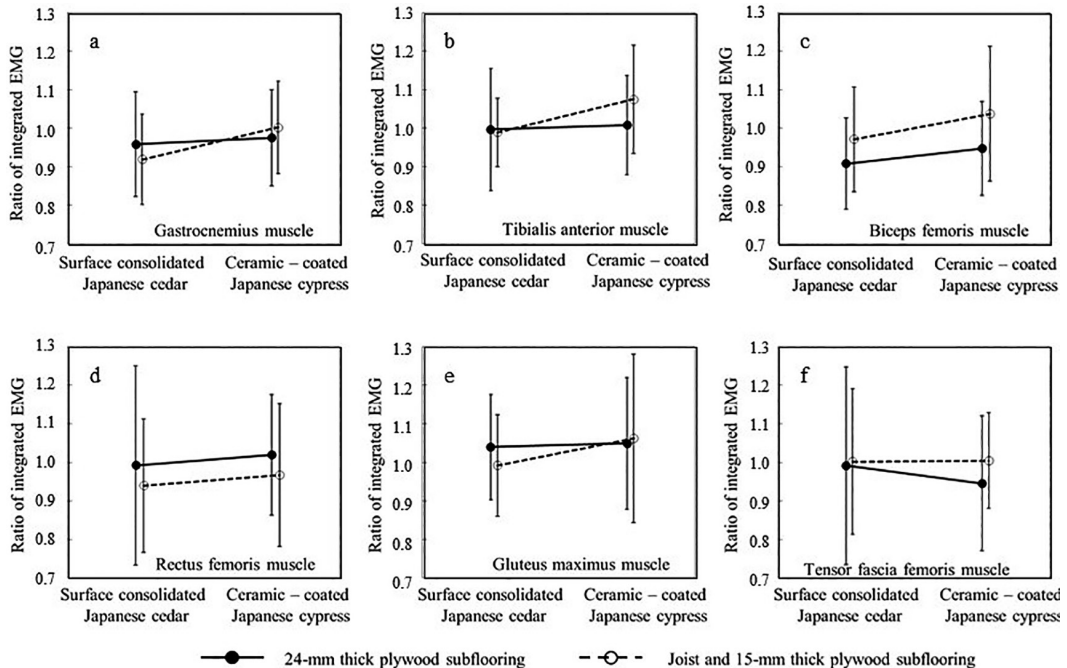 a
1.3
1.2
1.1
1.0
0.9
0.8
0.7
Ratio of integrated EMG
Gastrocnemius muscle
Surface consolidated
Japanese cedar
Ceramic – coated
Japanese cypress
b
1.3
1.2
1.1
1.0
0.9
0.8
0.7
Ratio of integrated EMG
Tibialis anterior muscle
Surface consolidated
Japanese cedar
Ceramic – coated
Japanese cypress
c
1.3
1.2
1.1
1.0
0.9
0.8
0.7
Ratio of integrated EMG
Biceps femoris muscle
Surface consolidated
Japanese cedar
Ceramic – coated
Japanese cypress
d
1.3
1.2
1.1
1.0
0.9
0.8
0.7
Ratio of integrated EMG
Rectus femoris muscle
Surface consolidated
Japanese cedar
Ceramic – coated
Japanese cypress
e
1.3
1.2
1.1
1.0
0.9
0.8
0.7
Ratio of integrated EMG
Gluteus maximus muscle
Surface consolidated
Japanese cedar
Ceramic – coated
Japanese cypress
f
1.3
1.2
1.1
1.0
0.9
0.8
0.7
Ratio of integrated EMG
Tensor fascia femoris muscle
Surface consolidated
Japanese cedar
Ceramic – coated
Japanese cypress
24-mm thick plywood subflooring
Joist and 15-mm thick plywood subflooring